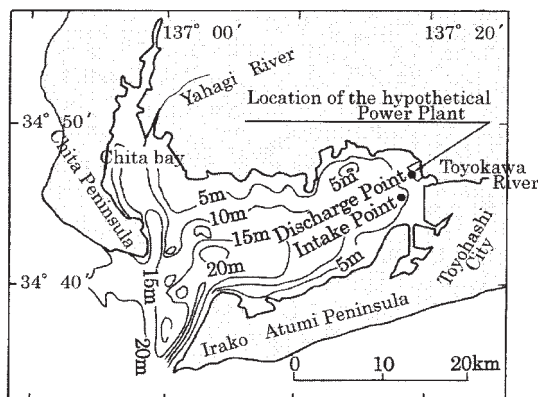 137° 00′
137° 20′
Yahagi River
Location of the hypothetical
Power Plant
34° 50′
Chita Peninsula
Chita bay
5m
5m
Discharge Point
Toyokawa
River
Intake Point
10m
15m
20m
5m
34° 40′
15m
20m
Toyohashi
City
Irako Atumi Peninsula
0 10 20km